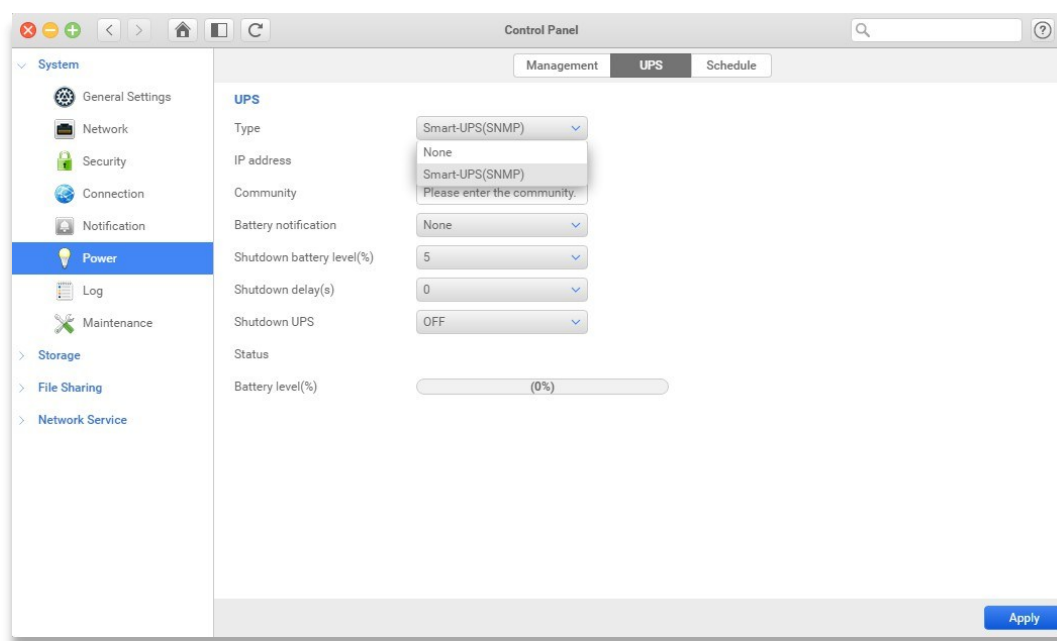 Control Panel
System
General Settings
Network
Security
Connection
Notification
Power
Log
Maintenance
Storage
File Sharing
Network Service
Management UPS Schedule
UPS
Type Smart-UPS(SNMP)
None
IP address
Smart-UPS(SNMP)
Community Please enter the community.
Battery notification None
Shutdown battery level(%) 5
Shutdown delay(s) 0
Shutdown UPS OFF
Status
Battery level(%) (0%)
Apply